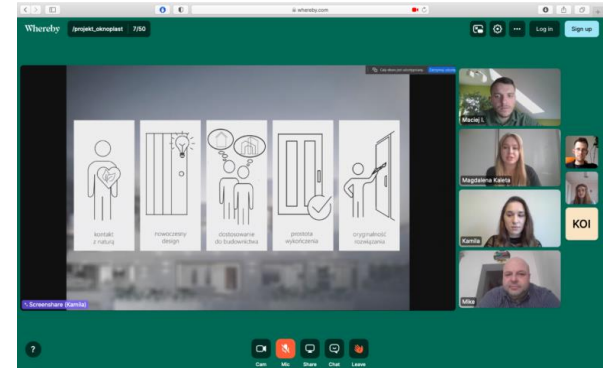 whereby.com
Whereby
/projekt_oknoplast
7/50
Log in
Sign up
kontakt
z naturą
nowoczesny
design
dostosowanie
do budownictwa
prostota
wykończenia
oryginalność
rozwiązania
Screenshare (Kamila)
Maciej I.
Magdalena Kaleta
Kamila
Mika
KOI
?
Cam
Mic
Share
Chat
Leave